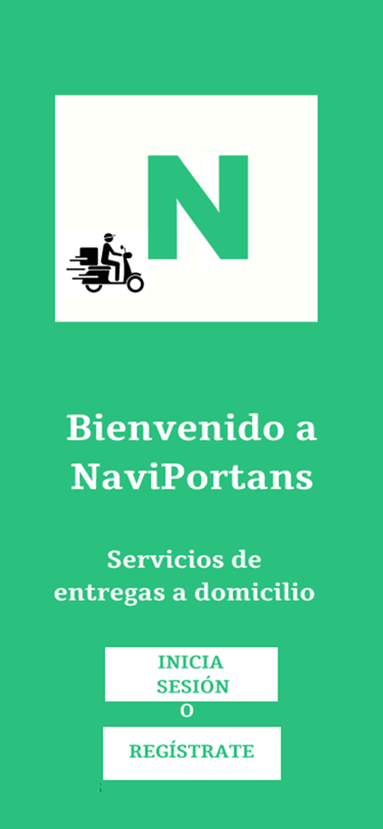 N
Bienvenido a
NaviPortans
Servicios de
entregas a domicilio
INICIA
SESIÓN
O
REGÍSTRATE
;